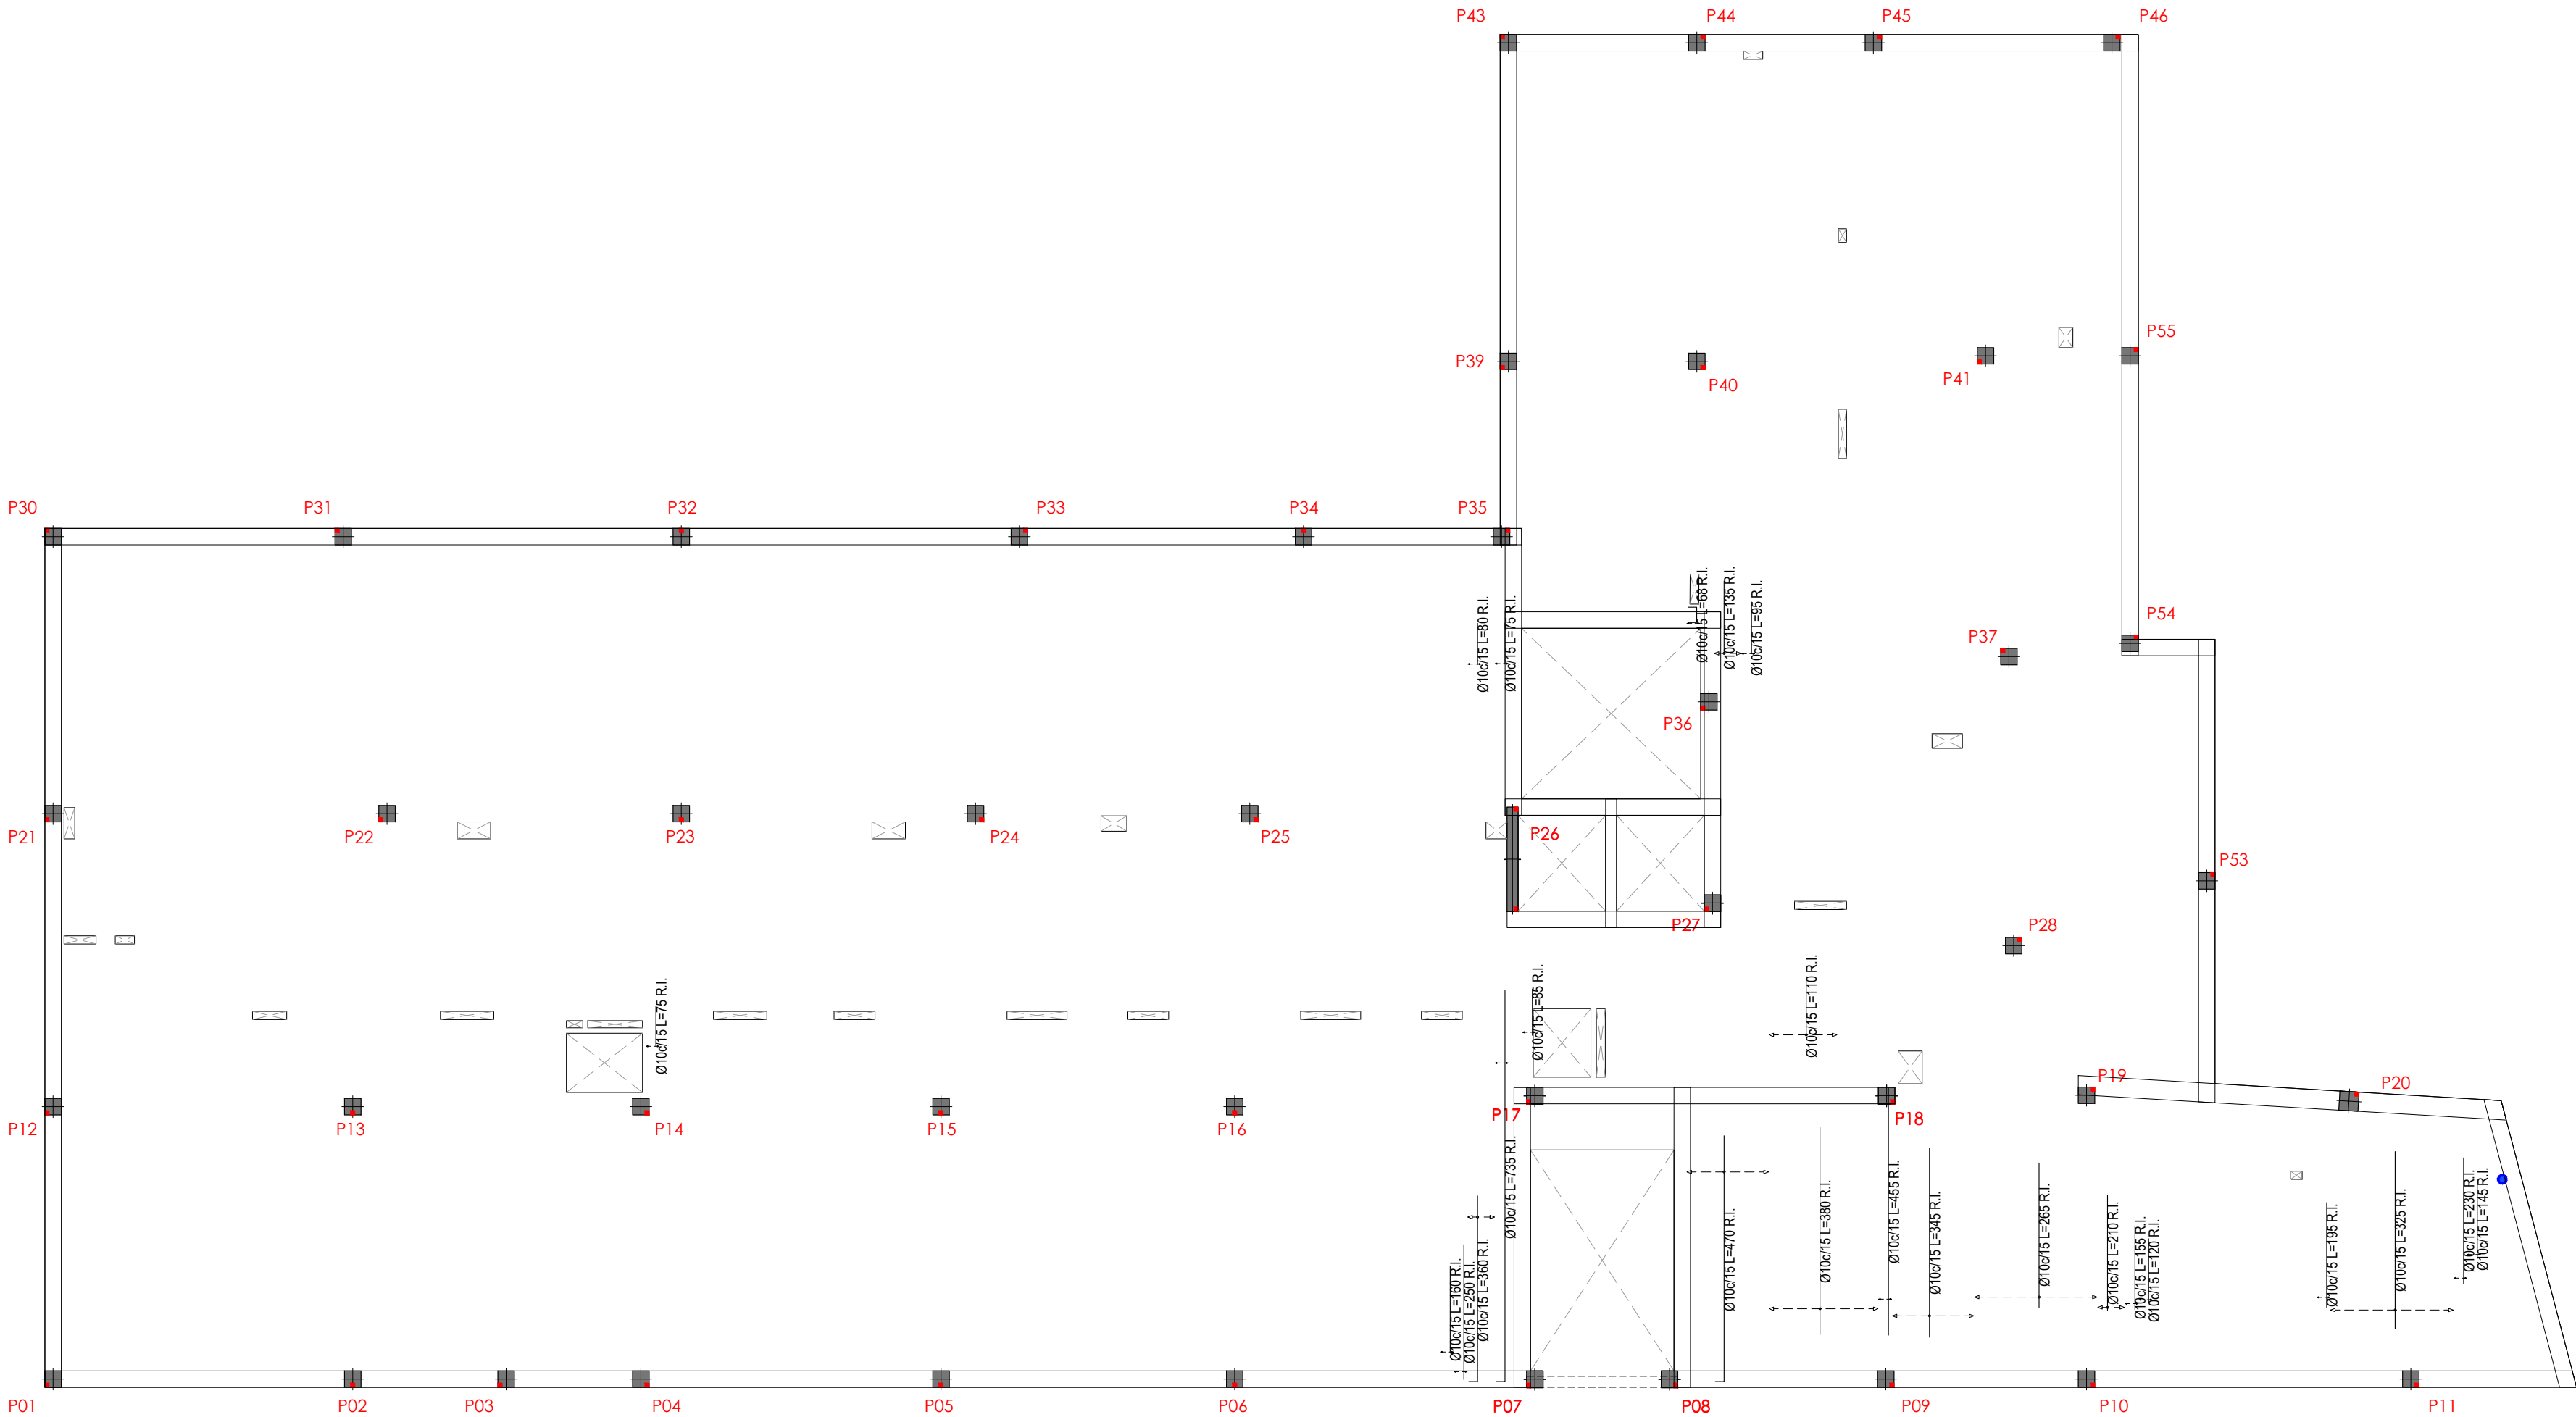 P43
P44
P45
P46
P55
P39
P41
P40
P30
P31
P32
P33
P34
P35
Ø10c/15 L=80 R.I.
Ø10c/15 L=75 R.I.
Ø10c/15 L=68 R.I.
Ø10c/15 L=135 R.I.
Ø10c/15 L=95 R.I.
P54
P37
P36
P21
P22
P23
P24
P25
P26
P53
P27
P28
Ø10c/15 L=75 R.I.
Ø10c/15 L=85 R.I.
Ø10c/15 L=110 R.I.
P19
P20
P12
P13
P14
P15
P16
P17
P18
Ø10c/15 L=160 R.I.
Ø10c/15 L=250 R.I.
Ø10c/15 L=360 R.I.
Ø10c/15 L=735 R.I.
Ø10c/15 L=470 R.I.
Ø10c/15 L=380 R.I.
Ø10c/15 L=455 R.I.
Ø10c/15 L=345 R.I.
Ø10c/15 L=265 R.I.
Ø10c/15 L=210 R.I.
Ø10c/15 L=155 R.I.
Ø10c/15 L=120 R.I.
Ø10c/15 L=195 R.I.
Ø10c/15 L=325 R.I.
Ø10c/15 L=230 R.I.
Ø10c/15 L=145 R.I.
P01
P02
P03
P04
P05
P06
P07
P08
P09
P10
P11